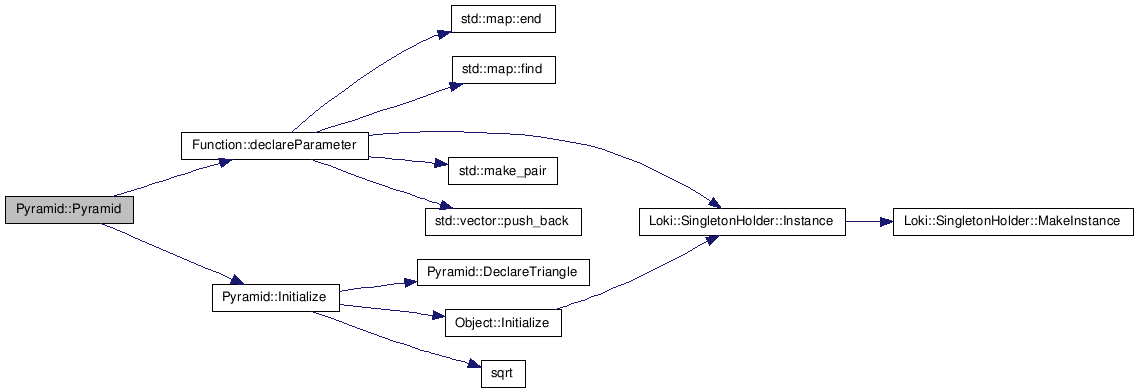 std::map::end
std::map::find
Function::declareParameter
std::make_pair
Pyramid::Pyramid
std::vector::push_back
Loki::SingletonHolder::Instance
Loki::SingletonHolder::MakeInstance
Pyramid::DeclareTriangle
Pyramid::Initialize
Object::Initialize
sqrt